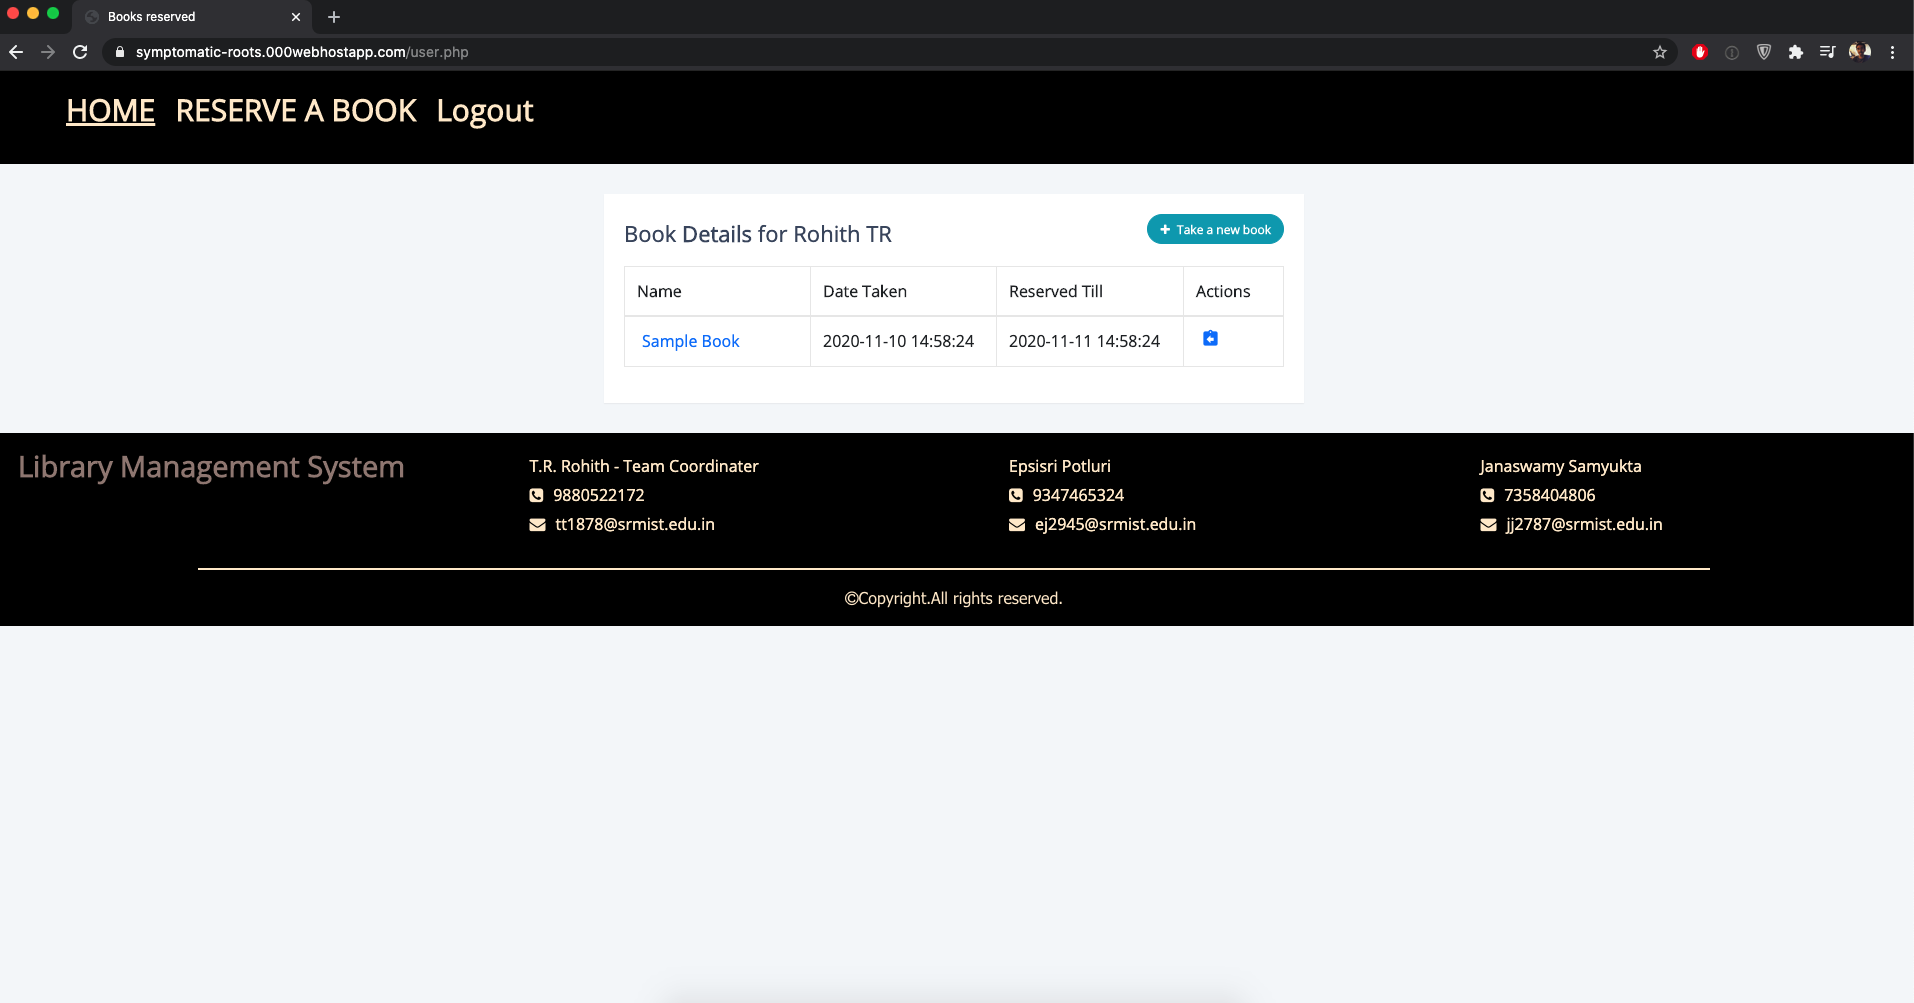 Books reserved
symptomatic-roots.000webhostapp.com/user.php
HOME RESERVE A BOOK Logout
Book Details for Rohith TR
Take a new book
Name Date Taken Reserved Till Actions
Sample Book 2020-11-10 14:58:24 2020-11-11 14:58:24
Library Management System
T.R. Rohith - Team Coordinater
9880522172
tt1878@srmist.edu.in
Epsisri Potluri
9347465324
ej2945@srmist.edu.in
Janaswamy Samyukta
7358404806
jj2787@srmist.edu.in
©Copyright.All rights reserved.